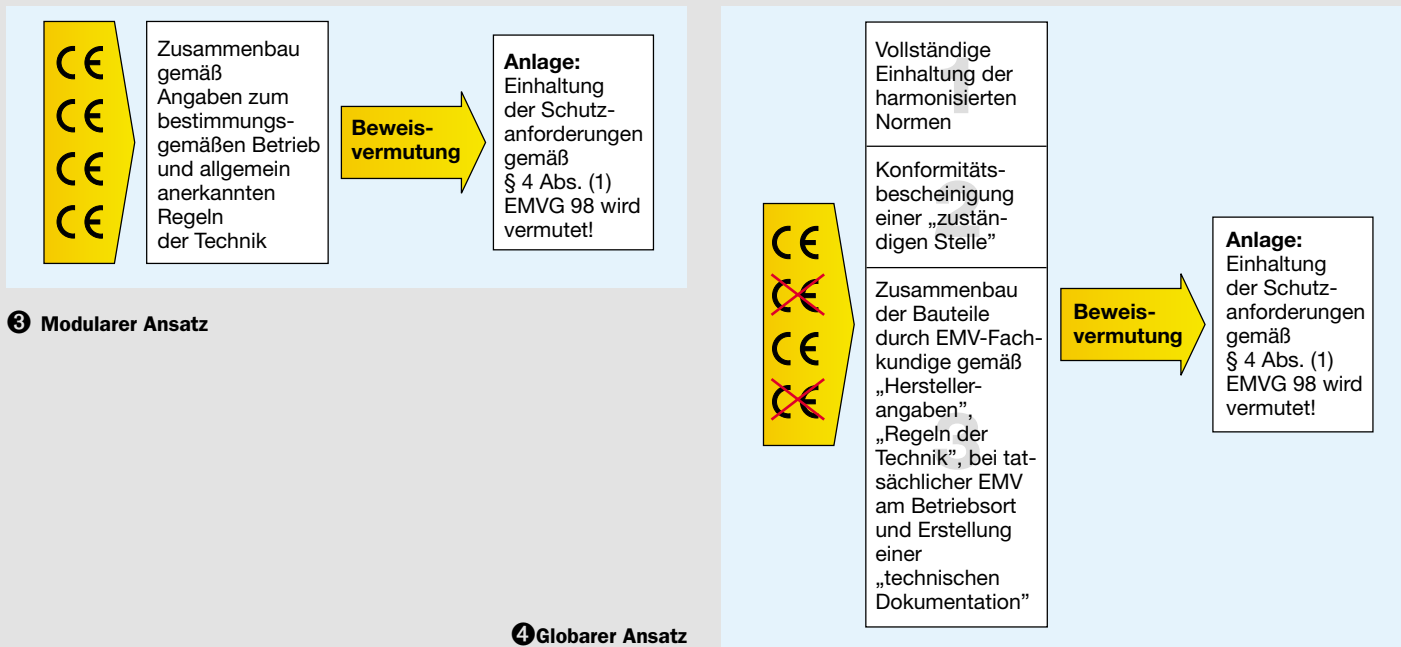 CE
CE
CE
CE
Zusammenbau
gemäß
Angaben zum
bestimmungs-
gemäßen Betrieb
und allgemein
anerkannten
Regeln
der Technik
Beweis-
vermutung
Anlage:
Einhaltung
der Schutz-
anforderungen
gemäß
§ 4 Abs. (1)
EMVG 98 wird
vermutet!
❸ Modularer Ansatz
CE
CE
CE
CE
1
Vollständige
Einhaltung der
harmonisierten
Normen
2
Konformitäts-
bescheinigung
einer „zustän-
digen Stelle”
3
Zusammenbau
der Bauteile
durch EMV-Fach-
kundige gemäß
„Hersteller-
angaben”,
„Regeln der
Technik”, bei tat-
sächlicher EMV
am Betriebsort
und Erstellung
einer
„technischen
Dokumentation”
Beweis-
vermutung
Anlage:
Einhaltung
der Schutz-
anforderungen
gemäß
§ 4 Abs. (1)
EMVG 98 wird
vermutet!
❹Globarer Ansatz